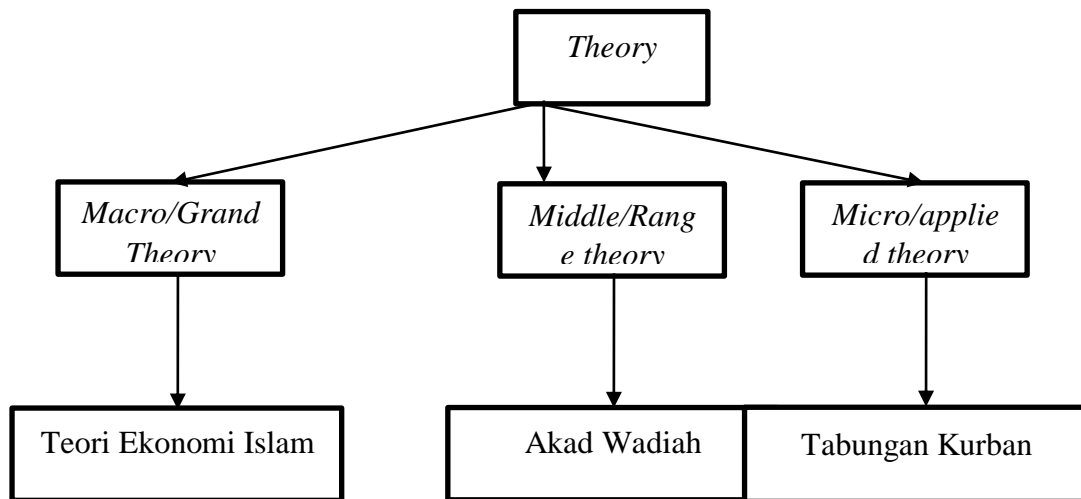 Theory
Macro/Grand
Theory
Middle/Rang
e theory
Micro/applie
d theory
Teori Ekonomi Islam
Akad Wadiah
Tabungan Kurban